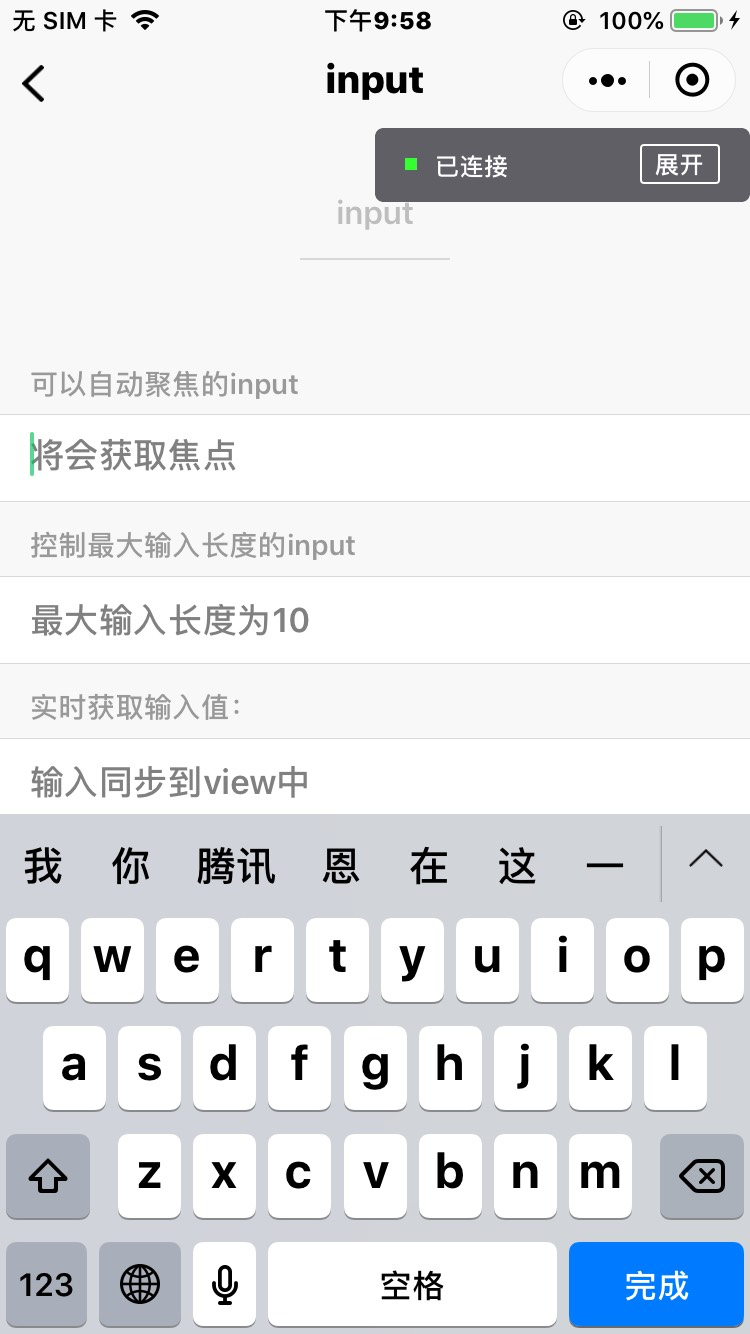 无 SIM 卡 下午9:58 100%
input
已连接 展开
input
可以自动聚焦的input
将会获取焦点
控制最大输入长度的input
最大输入长度为10
实时获取输入值：
输入同步到view中
我 你 腾讯 恩 在 这 一
q w e r t y u i o p
a s d f g h j k l
z x c v b n m
123 空格 完成